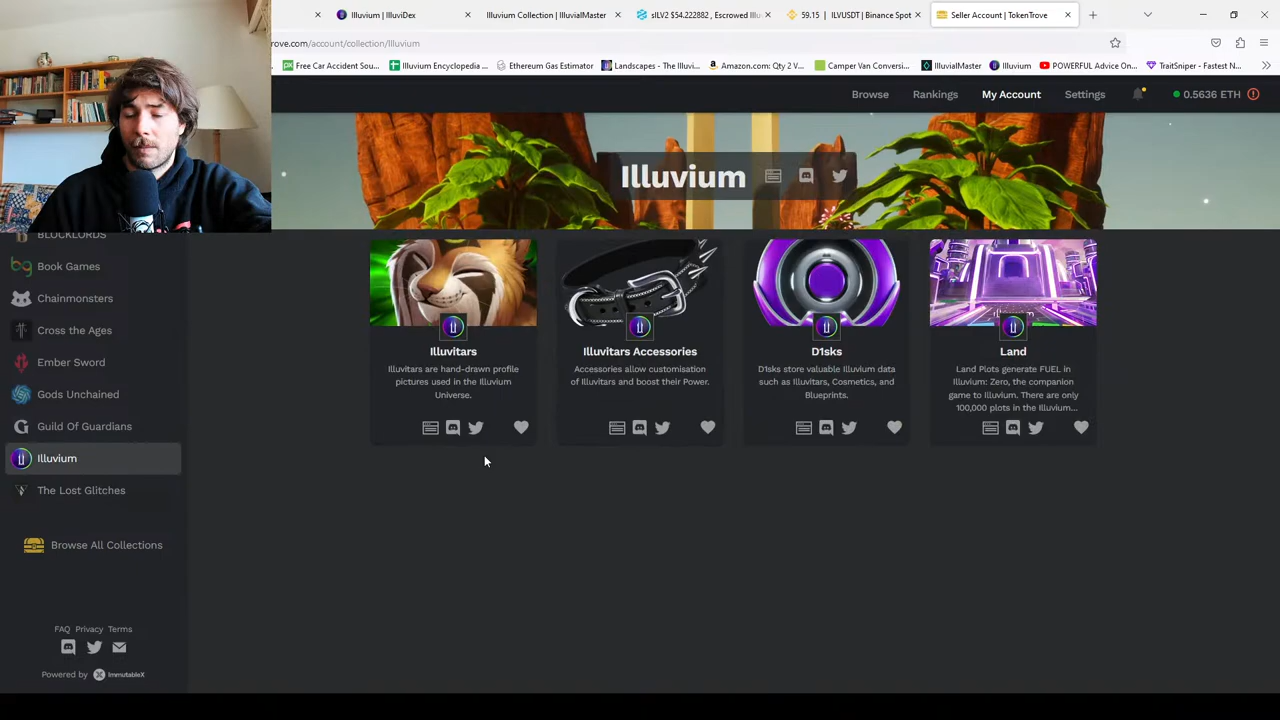 Illuvium | IlluviDex
Illuvium Collection | IlluvialMaster
sILV2 $54.222882 , Escrowed Illu
59.15 | ILVUSDT | Binance Spot
Seller Account | TokenTrove
rove.com/account/collection/Illuvium
Free Car Accident Sou...
Illuvium Encyclopedia ...
Ethereum Gas Estimator
Landscapes - The Illuvi...
Amazon.com: Qty 2 V...
Camper Van Conversi...
IlluvialMaster
Illuvium
POWERFUL Advice On...
TraitSniper - Fastest N...
Browse
Rankings
My Account
Settings
0.5636 ETH
Illuvium
BLOCKLORDS
Book Games
Chainmonsters
Cross the Ages
Ember Sword
Gods Unchained
Guild Of Guardians
Illuvium
The Lost Glitches
Browse All Collections
FAQ Privacy Terms
Powered by ImmutableX
Illuvitars
Illuvitars are hand-drawn profile
pictures used in the Illuvium
Universe.
Illuvitars Accessories
Accessories allow customisation
of Illuvitars and boost their Power.
D1sks
D1sks store valuable Illuvium data
such as Illuvitars, Cosmetics, and
Blueprints.
Land
Land Plots generate FUEL in
Illuvium: Zero, the companion
game to Illuvium. There are only
100,000 plots in the Illuvium...